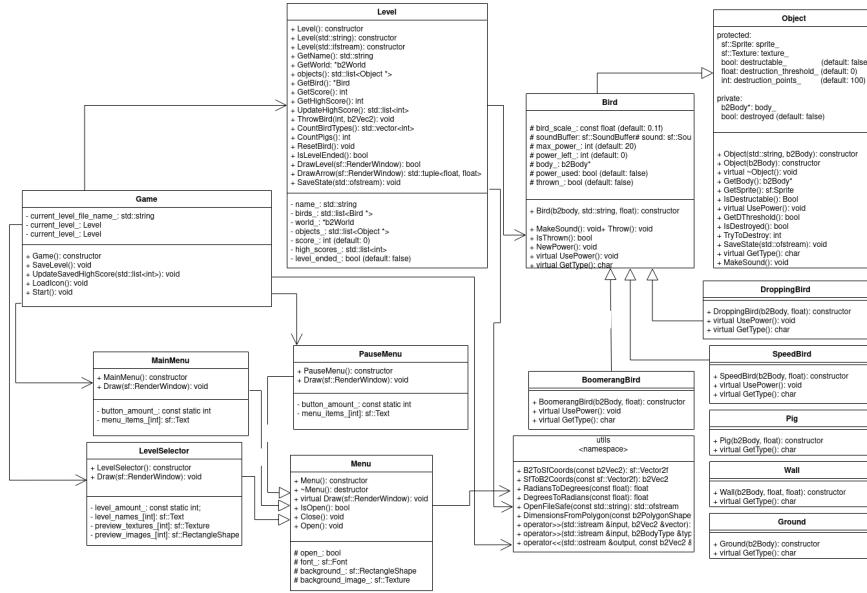 Level
+ Level(): constructor
+ Level(std::string): constructor
+ Level(std::ifstream): constructor
+ GetName(): std::string
+ GetWorld: *b2World
+ objects(): std::list<Object *>
+ GetBird(): *Bird
+ GetScore(): int
+ GetHighScore(): int
+ UpdateHighScore(): std::list<int>
+ ThrowBird(int, b2Vec2): void
+ CountBirdTypes(): std::vector<int>
+ CountPigs(): int
+ ResetBird(): void
+ IsLevelEnded(): bool
+ DrawLevel(sf::RenderWindow): bool
+ DrawArrow(sf::RenderWindow): std::tuple<float, float>
+ SaveState(std::ofstream): void
- name_: std::string
- birds_: std::list<Bird *>
- world_: *b2World
- objects_: std::list<Object *>
- score_: int (default: 0)
- high_scores_: std::list<int>
- level_ended_: bool (default: false)
Object
protected:
sf::Sprite: sprite_
sf::Texture: texture_
bool: destructable_ (default: false
float: destruction_threshold_ (default: 0)
int: destruction_points_ (default: 100)
private:
b2Body*: body_
bool: destroyed (default: false)
+ Object(std::string, b2Body): constructor
+ Object(b2Body): constructor
+ virtual ~Object(): void
+ GetBody(): b2Body*
+ GetSprite(): sf::Sprite
+ IsDestructable(): Bool
+ virtual UsePower(): void
+ GetDThreshold(): bool
+ IsDestroyed(): bool
+ TryToDestroy: int
+ SaveState(std::ofstream): void
+ virtual GetType(): char
+ MakeSound(): void
Bird
# bird_scale_: const float (default: 0.1f)
# soundBuffer: sf::SoundBuffer# sound: sf::Sou
# max_power_: int (default: 20)
# power_left_: int (default: 0)
# body_: b2Body*
# power_used: bool (default: false)
# thrown_: bool (default: false)
+ Bird(b2body, std::string, float): constructor
+ MakeSound(): void+ Throw(): void
+ IsThrown(): bool
+ NewPower(): void
+ virtual UsePower(): void
+ virtual GetType(): char
Game
- current_level_file_name_: std::string
- current_level_: Level
- current_level_: Level
+ Game(): constructor
+ SaveLevel(): void
+ UpdateSavedHighScore(std::list<int>): void
+ LoadIcon(): void
+ Start(): void
DroppingBird
+ DroppingBird(b2Body, float): constructor
+ virtual UsePower(): void
+ virtual GetType(): char
MainMenu
+ MainMenu(): constructor
+ Draw(sf::RenderWindow): void
- button_amount_: const static int
- menu_items_[int]: sf::Text
PauseMenu
+ PauseMenu(): constructor
+ Draw(sf::RenderWindow): void
- button_amount_: const static int
- menu_items_[int]: sf::Text
SpeedBird
+ SpeedBird(b2Body, float): constructor
+ virtual UsePower(): void
+ virtual GetType(): char
BoomerangBird
+ BoomerangBird(b2Body, float): constructor
+ virtual UsePower(): void
+ virtual GetType(): char
Pig
+ Pig(b2Body, float): constructor
+ virtual GetType(): char
LevelSelector
+ LevelSelector(): constructor
+ Draw(sf::RenderWindow): void
- level_amount_: const static int;
- level_names_[int]: sf::Text
- preview_textures_[int]: sf::Texture
- preview_images_[int]: sf::RectangleShape
Menu
+ Menu(): constructor
+ ~Menu(): destructor
+ virtual Draw(sf::RenderWindow): void
+ IsOpen(): bool
+ Close(): void
+ Open(): void
# open_: bool
# font_: sf::Font
# background_: sf::RectangleShape
# background_image_: sf::Texture
utils
<namespace>
+ B2ToSfCoords(const b2Vec2): sf::Vector2f
+ SfToB2Coords(const sf::Vector2f): b2Vec2
+ RadiansToDegrees(const float): float
+ DegreesToRadians(const float): float
+ OpenFileSafe(const std::string): std::ofstream
+ DimensionsFromPolygon(const b2PolygonShape
+ operator>>(std::istream &input, b2Vec2 &vector):
+ operator>>(std::istream &input, b2BodyType &typ
+ operator<<(std::ostream &output, const b2Vec2 &
Wall
+ Wall(b2Body, float, float): constructor
+ virtual GetType(): char
Ground
+ Ground(b2Body): constructor
+ virtual GetType(): char